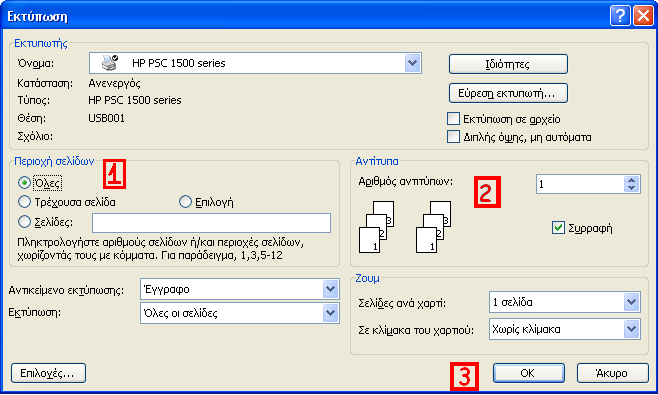 Εκτύπωση
Εκτυπωτής
Όνομα: HP PSC 1500 series
Ιδιότητες
Κατάσταση: Ανενεργός
Τύπος: HP PSC 1500 series
Εύρεση εκτυπωτή...
Θέση: USB001
Εκτύπωση σε αρχείο
Σχόλιο:
Διπλής όψης, μη αυτόματα
Περιοχή σελίδων
1
Όλες
Τρέχουσα σελίδα
Επιλογή
Σελίδες:
Πληκτρολογήστε αριθμούς σελίδων ή/και περιοχές σελίδων,
χωρίζοντάς τους με κόμματα. Για παράδειγμα, 1,3,5-12
Αντίτυπα
Αριθμός αντιτύπων: 1
2
3 3
2 2
1 1
Συρραφή
Αντικείμενο εκτύπωσης: Έγγραφο
Εκτύπωση: Όλες οι σελίδες
Ζουμ
Σελίδες ανά χαρτί: 1 σελίδα
Σε κλίμακα του χαρτιού: Χωρίς κλίμακα
Επιλογές...
3
OK
Άκυρο